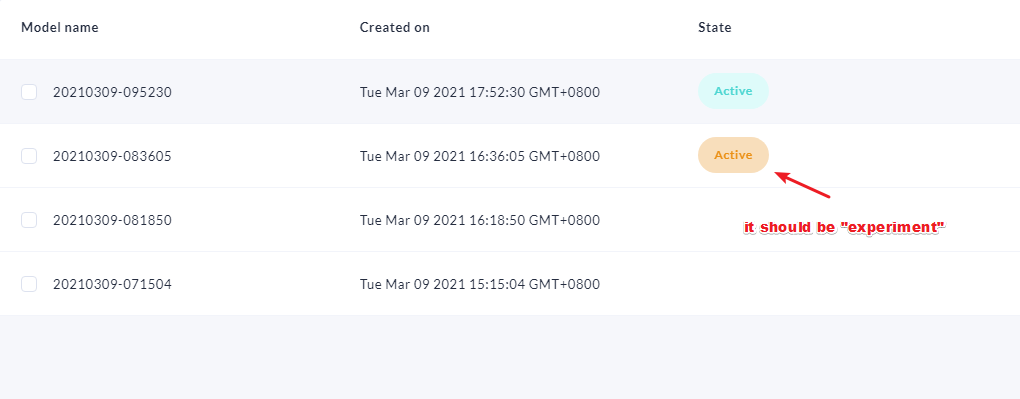 Model name Created on State
20210309-095230 Tue Mar 09 2021 17:52:30 GMT+0800 Active
20210309-083605 Tue Mar 09 2021 16:36:05 GMT+0800 Active
20210309-081850 Tue Mar 09 2021 16:18:50 GMT+0800
it should be "experiment"
20210309-071504 Tue Mar 09 2021 15:15:04 GMT+0800